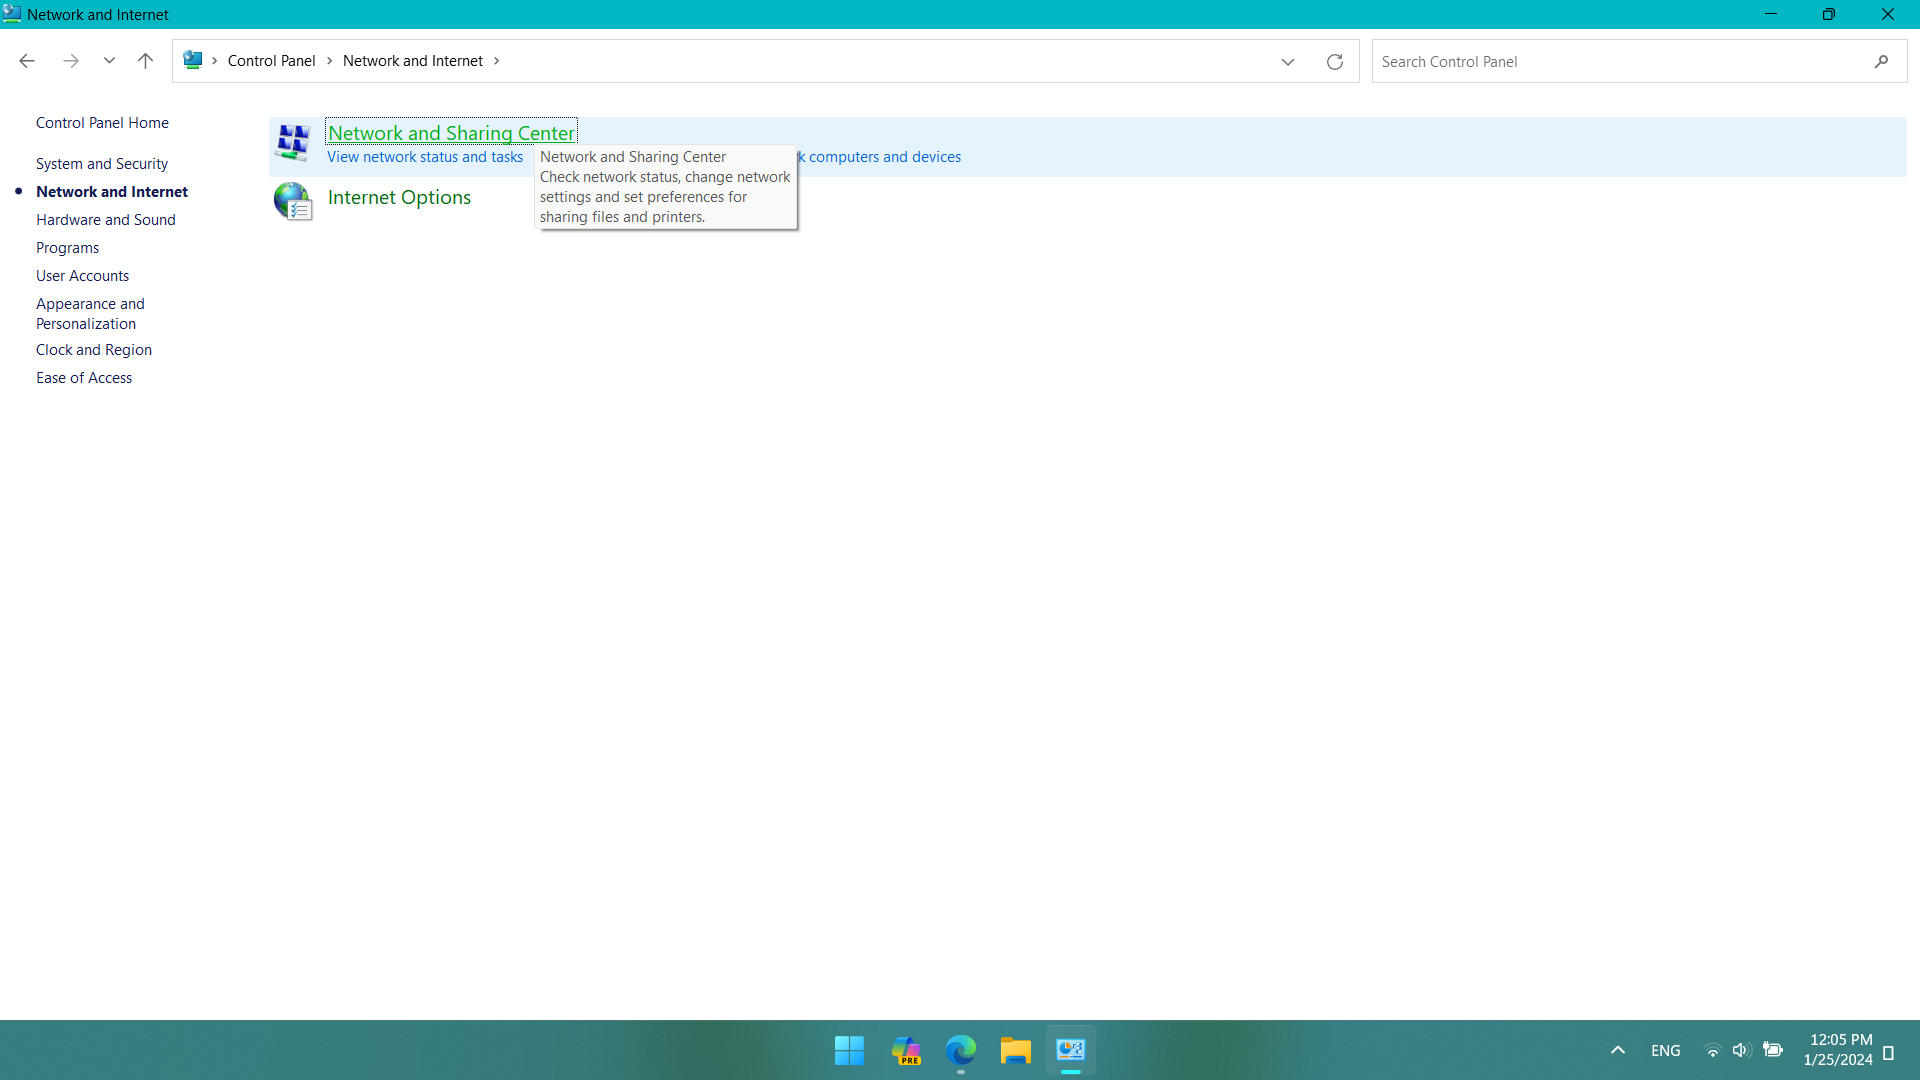 Network and Internet
Control Panel
Network and Internet
Search Control Panel
Control Panel Home
System and Security
Network and Internet
Hardware and Sound
Programs
User Accounts
Appearance and
Personalization
Clock and Region
Ease of Access
Network and Sharing Center
View network status and tasks
computers and devices
Network and Sharing Center
Check network status, change network
settings and set preferences for
sharing files and printers.
Internet Options
PRE
ENG
12:05 PM
1/25/2024